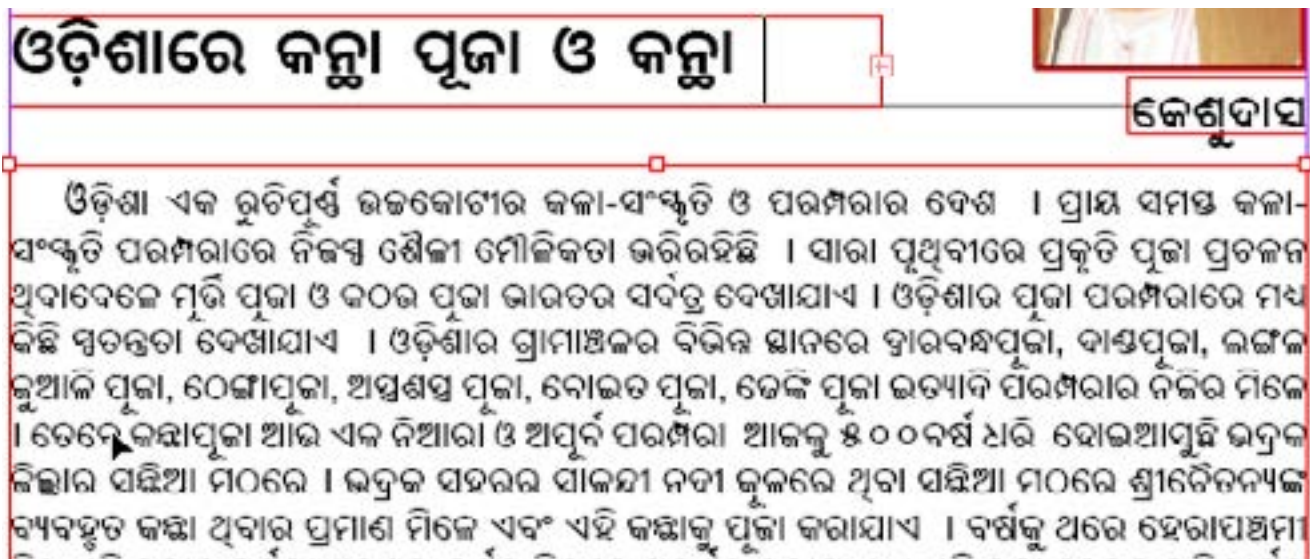 ଓଡ଼ିଶାରେ କନ୍ଥା ପୂଜା ଓ କନ୍ଥା
କେଶୁଦାସ
ଓଡ଼ିଶା ଏକ ରୁଚିପୂର୍ଣ୍ଣ ଉଚ୍ଚକୋଟୀର କଳା-ସଂସ୍କୃତି ଓ ପରମ୍ପରାର ଦେଶ । ପ୍ରାୟ ସମସ୍ତ କଳା-
ସଂସ୍କୃତି ପରମ୍ପରାରେ ନିଜସ୍ୱ ଶୈଳୀ ମୌଳିକତା ଭରିରହିଛି । ସାରା ପୃଥିବୀରେ ପ୍ରକୃତି ପୂଜା ପ୍ରଚଳନ
ଥିବାବେଳେ ମୂର୍ତ୍ତି ପୂଜା ଓ କଠଉ ପୂଜା ଭାରତର ସର୍ବତ୍ର ଦେଖାଯାଏ । ଓଡ଼ିଶାର ପୂଜା ପରମ୍ପରାରେ ମଧ୍ୟ
କିଛି ସ୍ୱତନ୍ତ୍ରତା ଦେଖାଯାଏ । ଓଡ଼ିଶାର ଗ୍ରାମାଞ୍ଚଳର ବିଭିନ୍ନ ସ୍ଥାନରେ ଦ୍ୱାରବନ୍ଧପୂଜା, ଦାଣ୍ଡପୂଜା, ଲଙ୍ଗଳ
ଜୁଆଳି ପୂଜା, ଠେଙ୍ଗାପୂଜା, ଅସ୍ତ୍ରଶସ୍ତ୍ର ପୂଜା, ବୋଇତ ପୂଜା, ଢେଙ୍କି ପୂଜା ଇତ୍ୟାଦି ପରମ୍ପରାର ନଜିର ମିଳେ
। ତେବେ କନ୍ଥାପୂଜା ଆଉ ଏକ ନିଆରା ଓ ଅପୂର୍ବ ପରମ୍ପରା ଆଜକୁ ୫୦୦ବର୍ଷ ଧରି ହୋଇଆସୁଛି ଭଦ୍ରକ
ଜିଲ୍ଲାର ସନ୍ଥିଆ ମଠରେ । ଭଦ୍ରକ ସହରର ସାଳନ୍ଦୀ ନଦୀ କୂଳରେ ଥିବା ସନ୍ଥିଆ ମଠରେ ଶ୍ରୀଚୈତନ୍ୟଙ୍କ
ବ୍ୟବହୃତ କନ୍ଥା ଥିବାର ପ୍ରମାଣ ମିଳେ ଏବଂ ଏହି କନ୍ଥାକୁ ପୂଜା କରାଯାଏ । ବର୍ଷକୁ ଥରେ ହେରାପଞ୍ଚମୀ